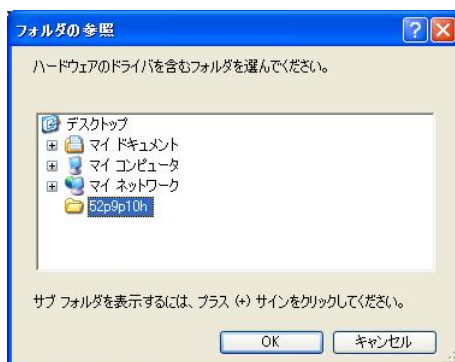 フォルダの参照
ハードウェアのドライバを含むフォルダを選んでください。
デスクトップ
マイ ドキュメント
マイ コンピュータ
マイ ネットワーク
52p9p10h
サブ フォルダを表示するには、プラス (+) サインをクリックしてください。
OK キャンセル